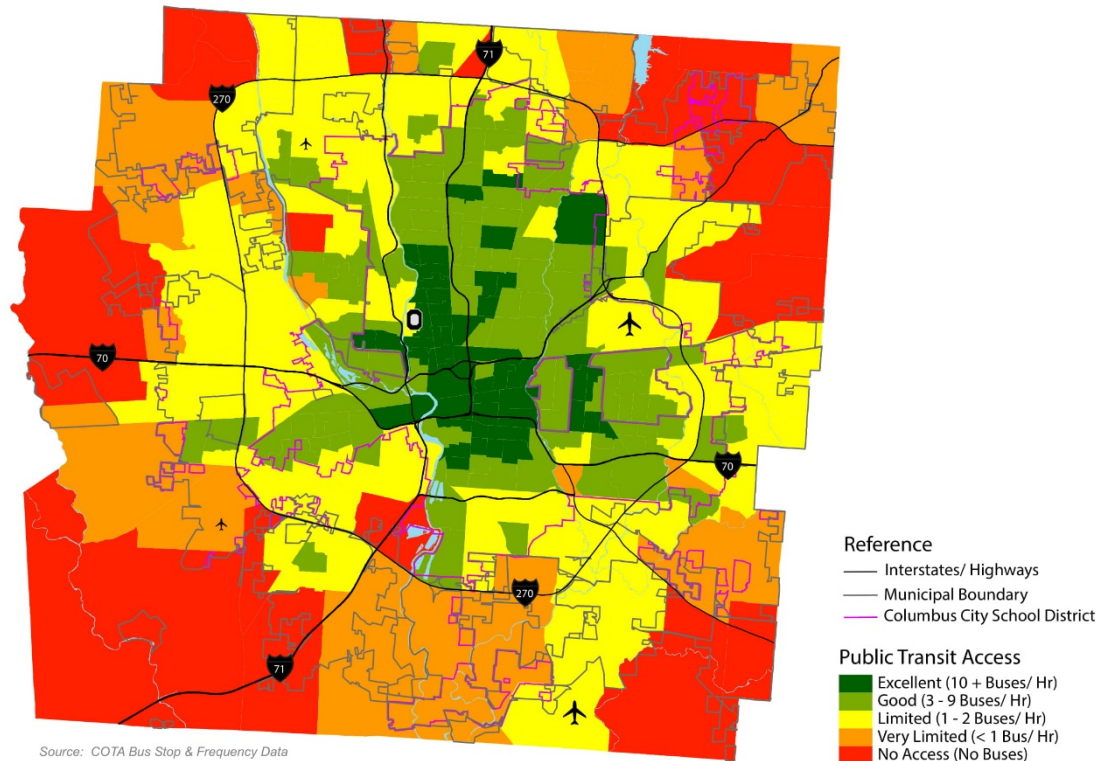 71
270
70
70
270
71
Reference
Interstates/ Highways
Municipal Boundary
Columbus City School District
Public Transit Access
Excellent (10 + Buses/ Hr)
Good (3 - 9 Buses/ Hr)
Limited (1 - 2 Buses/ Hr)
Very Limited (< 1 Bus/ Hr)
No Access (No Buses)
Source: COTA Bus Stop & Frequency Data